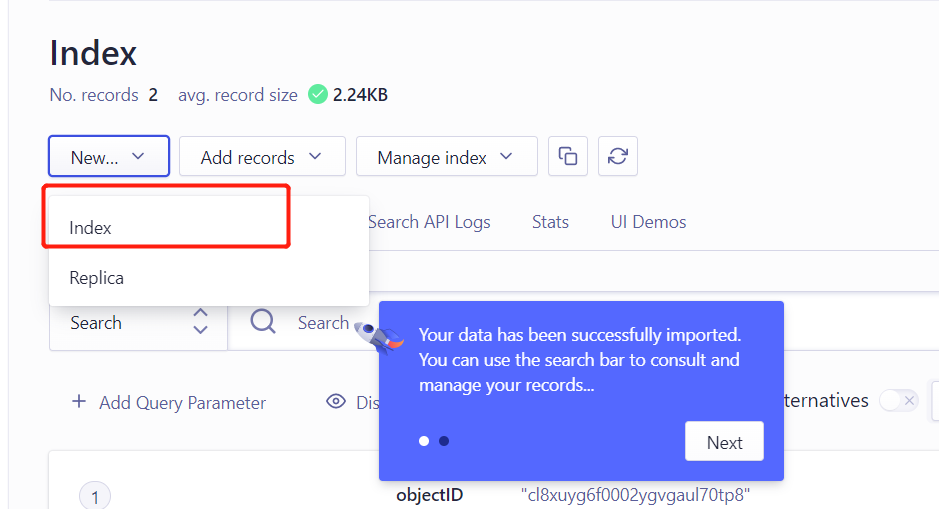 Index
No. records 2 avg. record size 2.24KB
New... Add records Manage index
Index
Search API Logs Stats UI Demos
Replica
Search Search
Your data has been successfully imported.
You can use the search bar to consult and
manage your records...
Add Query Parameter Dis ternatives
Next
1 objectID "cl8xuyg6f0002ygvgaul70tp8"